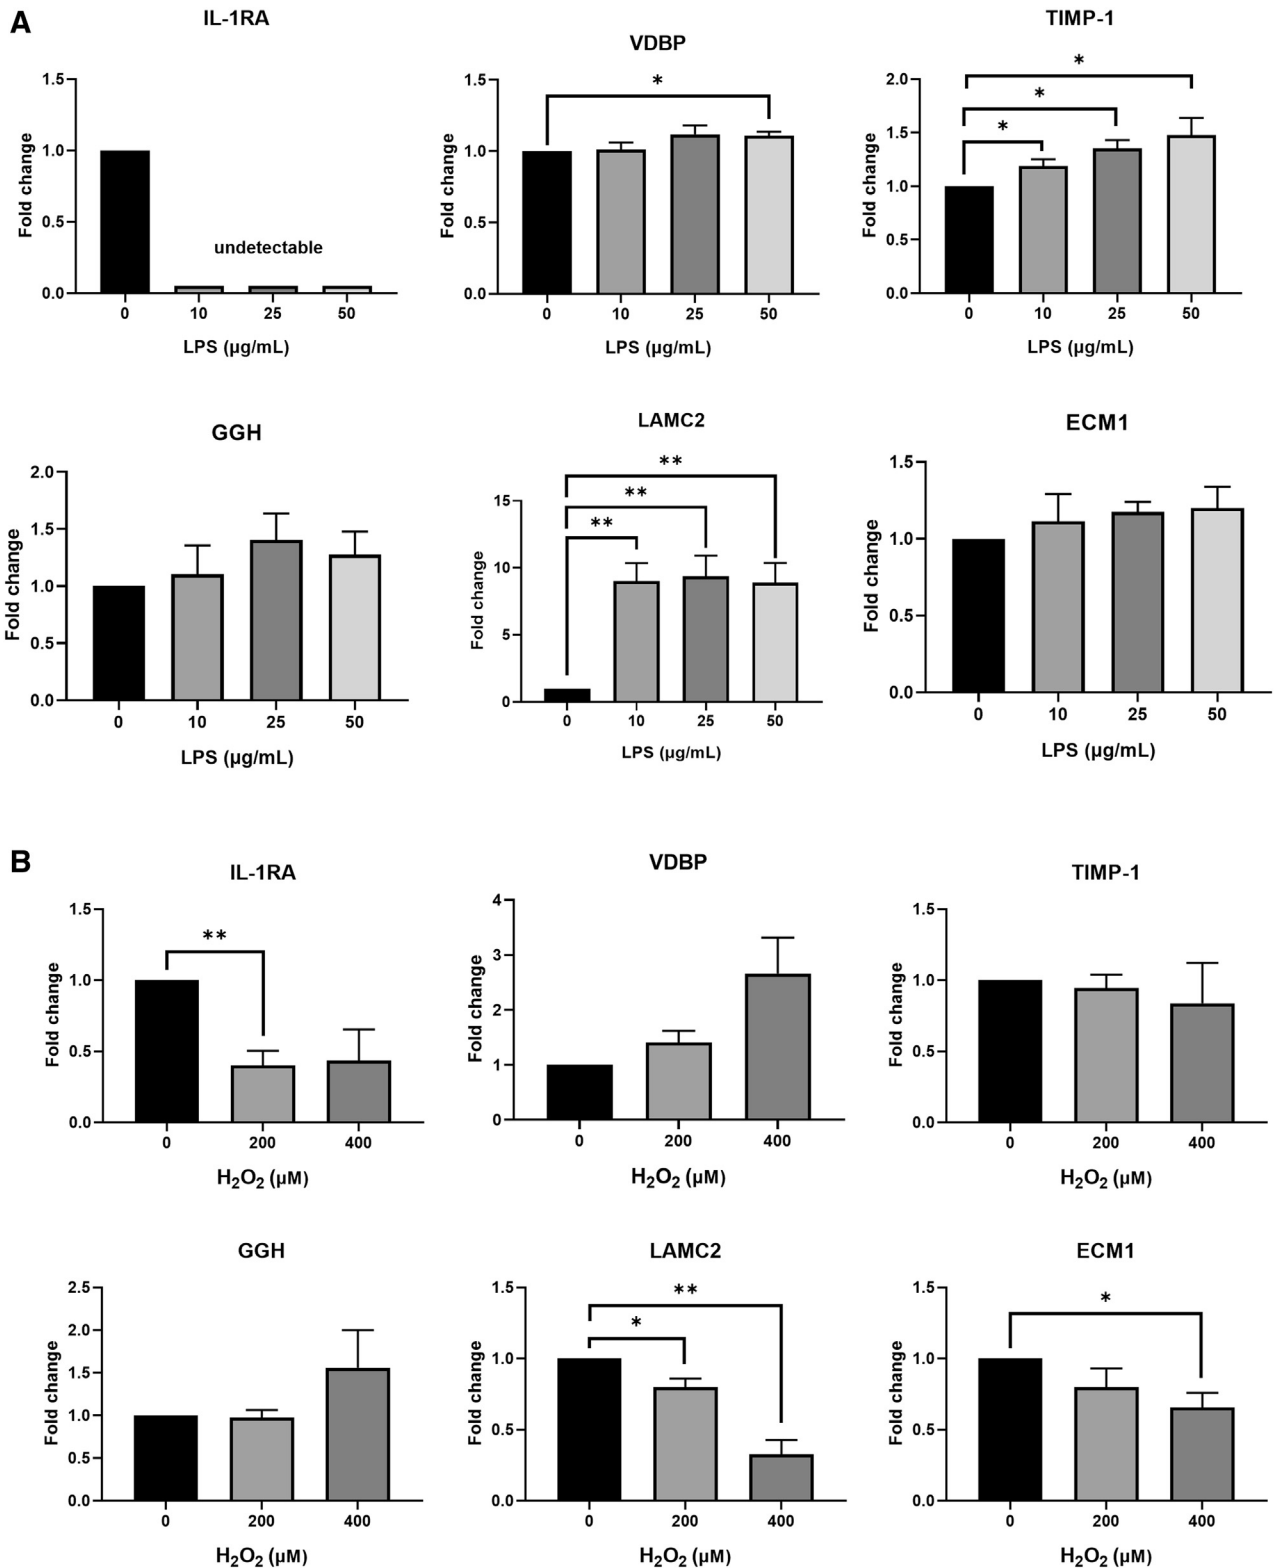 A
IL-1RA
Fold change
1.5
1.0
0.5
0.0
undetectable
0 10 25 50
LPS (µg/mL)
VDBP
Fold change
1.5
1.0
0.5
0.0
*
0 10 25 50
LPS (µg/mL)
TIMP-1
Fold change
2.0
1.5
1.0
0.5
0.0
*
*
*
0 10 25 50
LPS (µg/mL)
GGH
Fold change
2.0
1.5
1.0
0.5
0.0
0 10 25 50
LPS (µg/mL)
LAMC2
Fold change
15
10
5
0
**
**
**
0 10 25 50
LPS (µg/mL)
ECM1
Fold change
1.5
1.0
0.5
0.0
0 10 25 50
LPS (µg/mL)
B
IL-1RA
Fold change
1.5
1.0
0.5
0.0
**
0 200 400
H₂O₂ (µM)
VDBP
Fold change
4
3
2
1
0
0 200 400
H₂O₂ (µM)
TIMP-1
Fold change
1.5
1.0
0.5
0.0
0 200 400
H₂O₂ (µM)
GGH
Fold change
2.5
2.0
1.5
1.0
0.5
0.0
0 200 400
H₂O₂ (µM)
LAMC2
Fold change
1.5
1.0
0.5
0.0
**
*
0 200 400
H₂O₂ (µM)
ECM1
Fold change
1.5
1.0
0.5
0.0
*
0 200 400
H₂O₂ (µM)